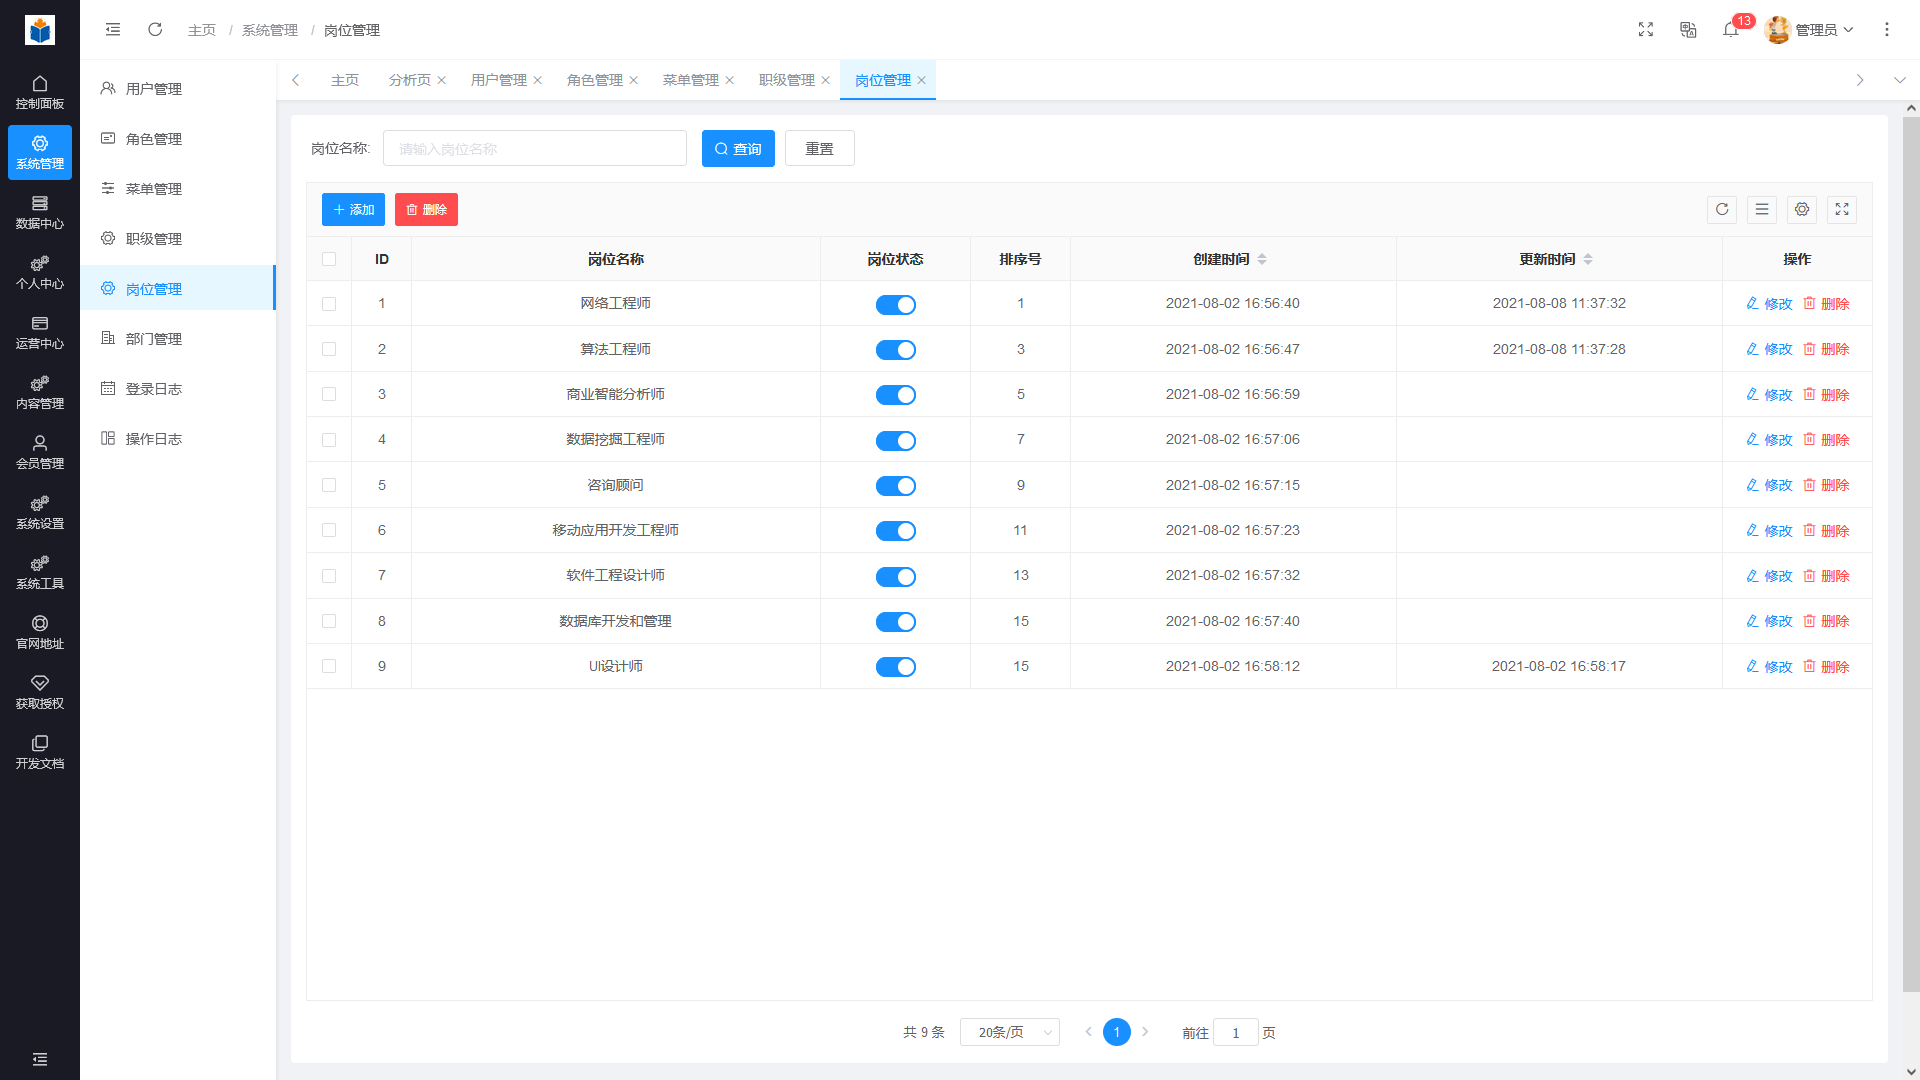 主页 / 系统管理 / 岗位管理
13
管理员
控制面板
系统管理
数据中心
个人中心
运营中心
内容管理
会员管理
系统设置
系统工具
官网地址
获取授权
开发文档
用户管理
角色管理
菜单管理
职级管理
岗位管理
部门管理
登录日志
操作日志
主页 分析页 用户管理 角色管理 菜单管理 职级管理 岗位管理
岗位名称: 请输入岗位名称 查询 重置
添加 删除
ID 岗位名称 岗位状态 排序号 创建时间 更新时间 操作
1 网络工程师 1 2021-08-02 16:56:40 2021-08-08 11:37:32 修改 删除
2 算法工程师 3 2021-08-02 16:56:47 2021-08-08 11:37:28 修改 删除
3 商业智能分析师 5 2021-08-02 16:56:59 修改 删除
4 数据挖掘工程师 7 2021-08-02 16:57:06 修改 删除
5 咨询顾问 9 2021-08-02 16:57:15 修改 删除
6 移动应用开发工程师 11 2021-08-02 16:57:23 修改 删除
7 软件工程设计师 13 2021-08-02 16:57:32 修改 删除
8 数据库开发和管理 15 2021-08-02 16:57:40 修改 删除
9 UI设计师 15 2021-08-02 16:58:12 2021-08-02 16:58:17 修改 删除
共 9 条 20条/页 1 前往 1 页